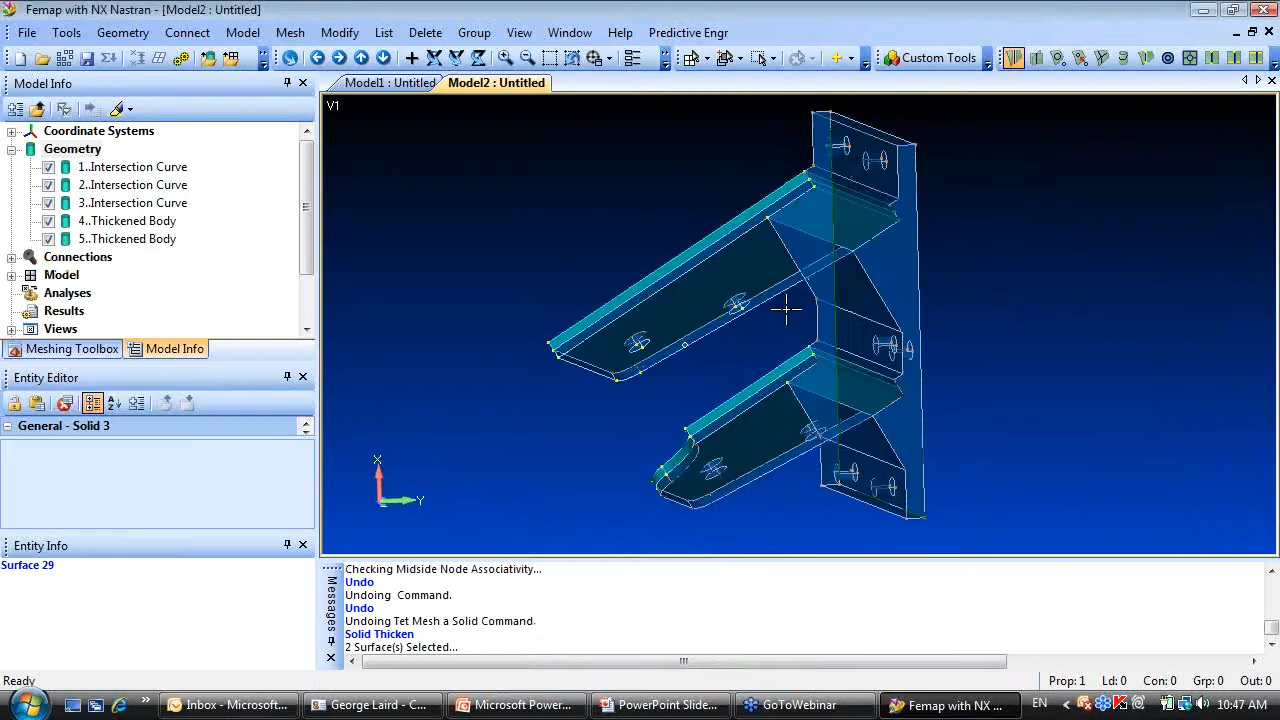 Femap with NX Nastran - [Model2 : Untitled]
File Tools Geometry Connect Model Mesh Modify List Delete Group View Window Help Predictive Engr
Custom Tools
Model Info
Model1 : Untitled Model2 : Untitled
V1
Coordinate Systems
Geometry
1..Intersection Curve
2..Intersection Curve
3..Intersection Curve
4..Thickened Body
5..Thickened Body
Connections
Model
Analyses
Results
Views
Meshing Toolbox Model Info
Entity Editor
General - Solid 3
X
Y
Entity Info
Surface 29
Messages
Checking Midside Node Associativity...
Undo
Undoing Command.
Undo
Undoing Tet Mesh a Solid Command.
Solid Thicken
2 Surface(s) Selected...
Ready
Prop: 1 Ld: 0 Con: 0 Grp: 0 Out: 0
Inbox - Microsoft... George Laird - C... Microsoft Power... PowerPoint Slide... GoToWebinar Femap with NX ... EN 10:47 AM